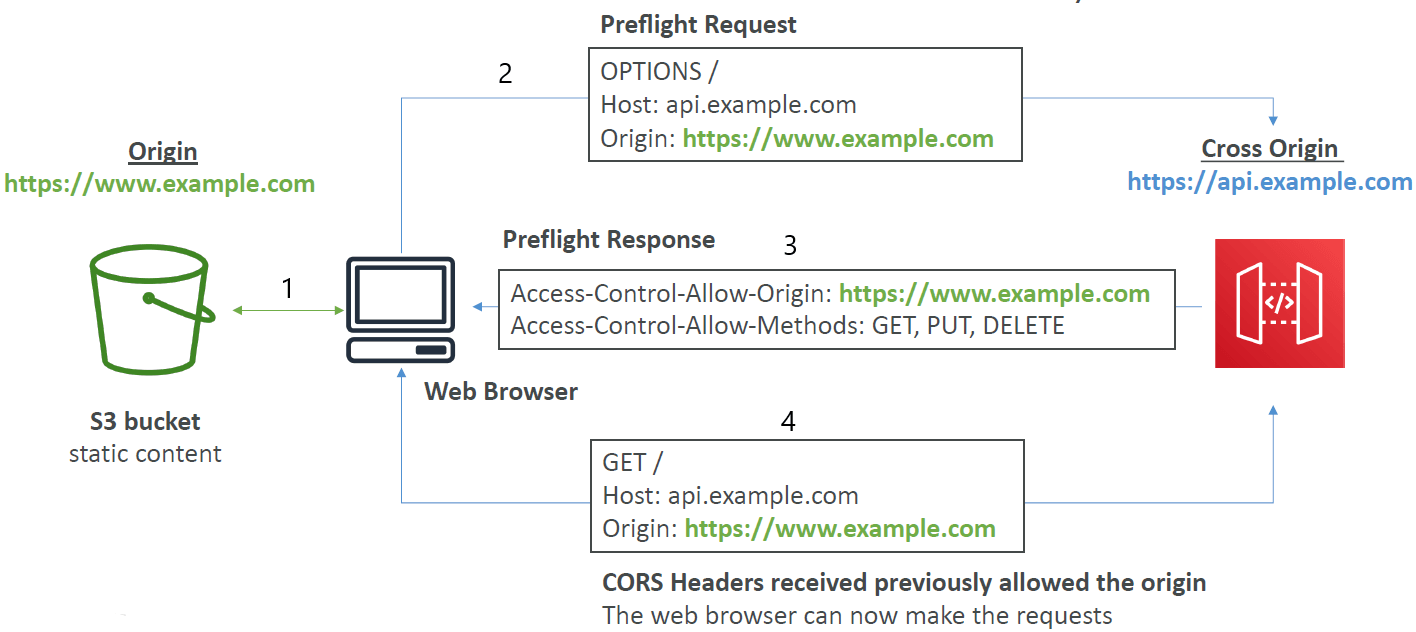 Preflight Request
2
OPTIONS /
Host: api.example.com
Origin: https://www.example.com
Origin
https://www.example.com
Cross Origin
https://api.example.com
Preflight Response
3
Access-Control-Allow-Origin: https://www.example.com
Access-Control-Allow-Methods: GET, PUT, DELETE
1
</>
Web Browser
S3 bucket
static content
4
GET /
Host: api.example.com
Origin: https://www.example.com
CORS Headers received previously allowed the origin
The web browser can now make the requests